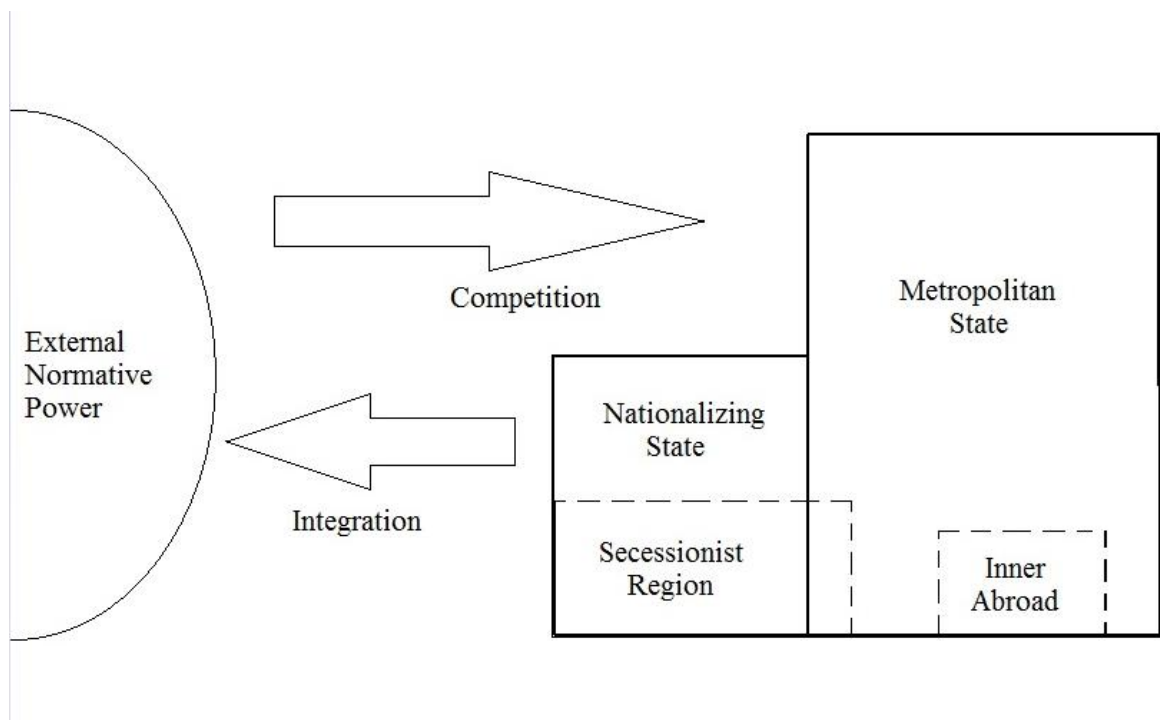 External
Normative
Power
Competition
Integration
Metropolitan
State
Nationalizing
State
Secessionist
Region
Inner
Abroad